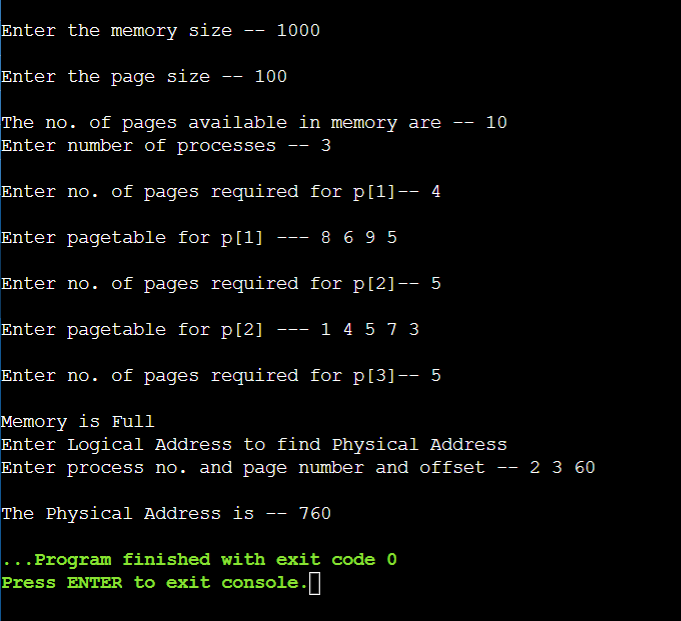 Enter the memory size -- 1000
Enter the page size -- 100
The no. of pages available in memory are -- 10
Enter number of processes -- 3
Enter no. of pages required for p[1]-- 4
Enter pagetable for p[1] --- 8 6 9 5
Enter no. of pages required for p[2]-- 5
Enter pagetable for p[2] --- 1 4 5 7 3
Enter no. of pages required for p[3]-- 5
Memory is Full
Enter Logical Address to find Physical Address
Enter process no. and page number and offset -- 2 3 60
The Physical Address is -- 760
...Program finished with exit code 0
Press ENTER to exit console.